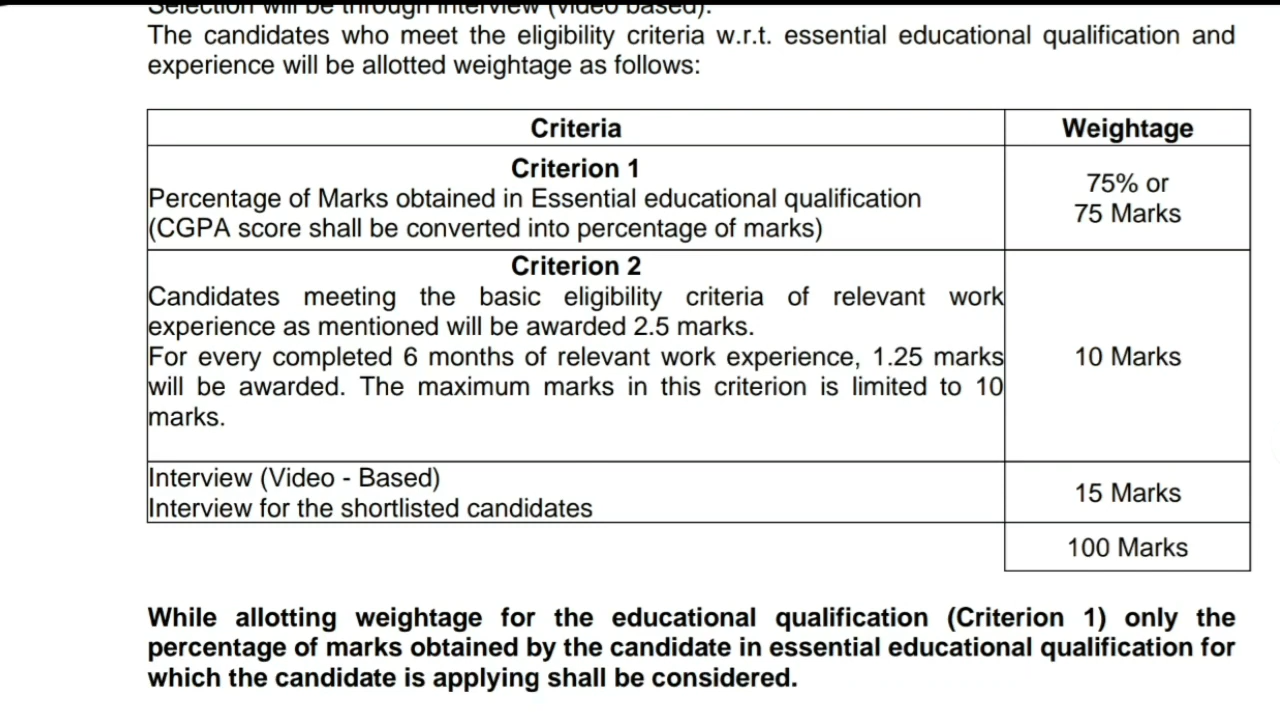 Selection will be through interview (video based).
The candidates who meet the eligibility criteria w.r.t. essential educational qualification and
experience will be allotted weightage as follows:
Criteria Weightage
Criterion 1
Percentage of Marks obtained in Essential educational qualification
(CGPA score shall be converted into percentage of marks)
75% or
75 Marks
Criterion 2
Candidates meeting the basic eligibility criteria of relevant work
experience as mentioned will be awarded 2.5 marks.
For every completed 6 months of relevant work experience, 1.25 marks
will be awarded. The maximum marks in this criterion is limited to 10
marks.
10 Marks
Interview (Video - Based)
Interview for the shortlisted candidates
15 Marks
100 Marks
While allotting weightage for the educational qualification (Criterion 1) only the
percentage of marks obtained by the candidate in essential educational qualification for
which the candidate is applying shall be considered.